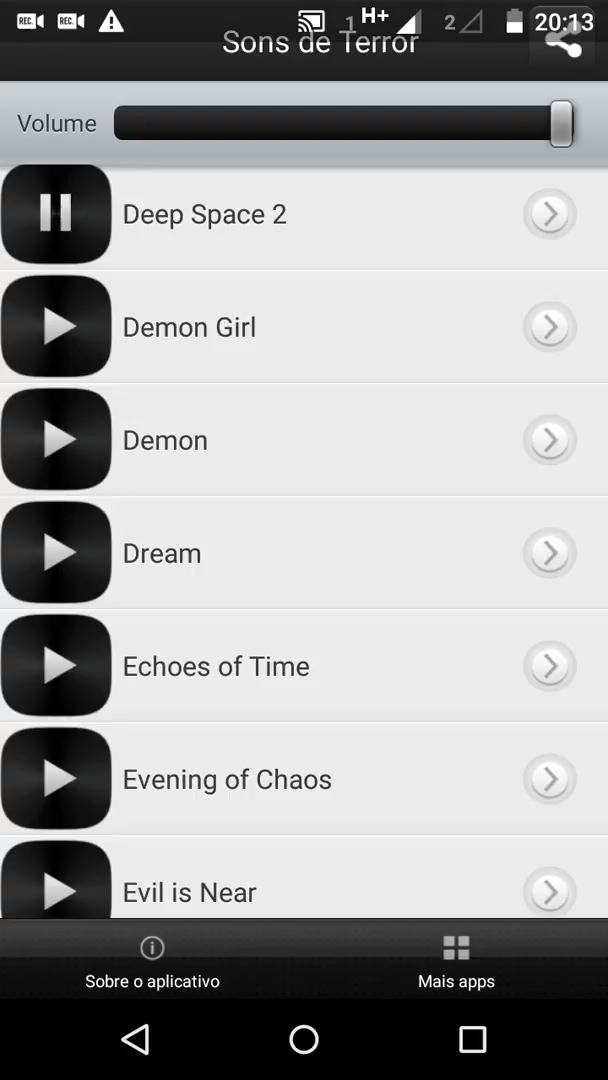 REC. REC. 1 H+ 2 20:13
Sons de Terror
Volume
Deep Space 2
Demon Girl
Demon
Dream
Echoes of Time
Evening of Chaos
Evil is Near
Sobre o aplicativo
Mais apps